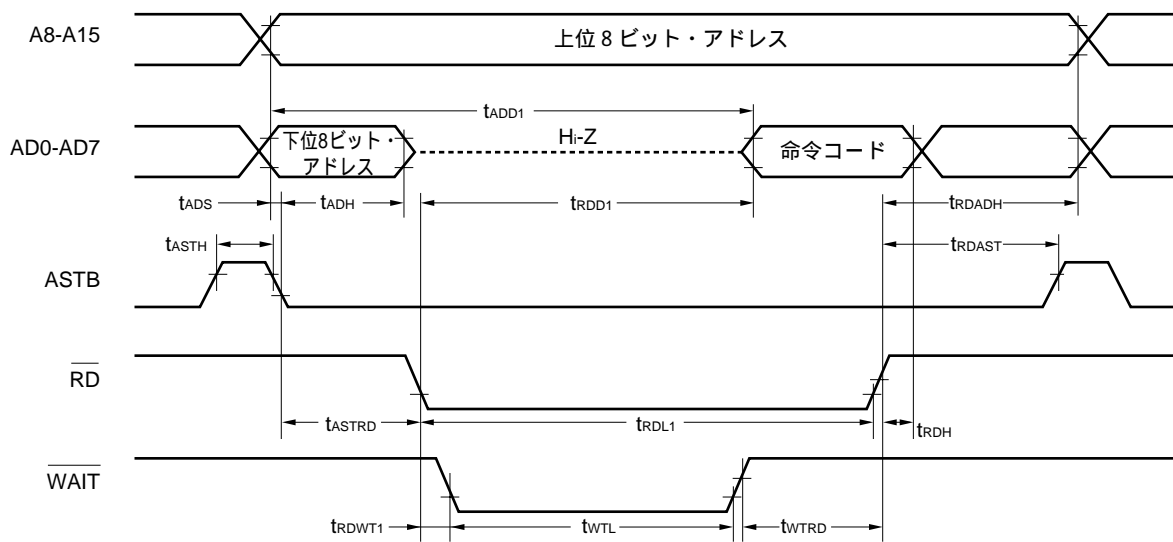 A8-A15
上位 8 ビット・アドレス
tADD1
AD0-AD7
下位8ビット・
アドレス
Hi-Z
命令コード
tADS
tADH
tRDD1
tRDADH
tASTH
tRDAST
ASTB
RD
tASTRD
tRDL1
tRDH
WAIT
tRDWT1
tWTL
tWTRD